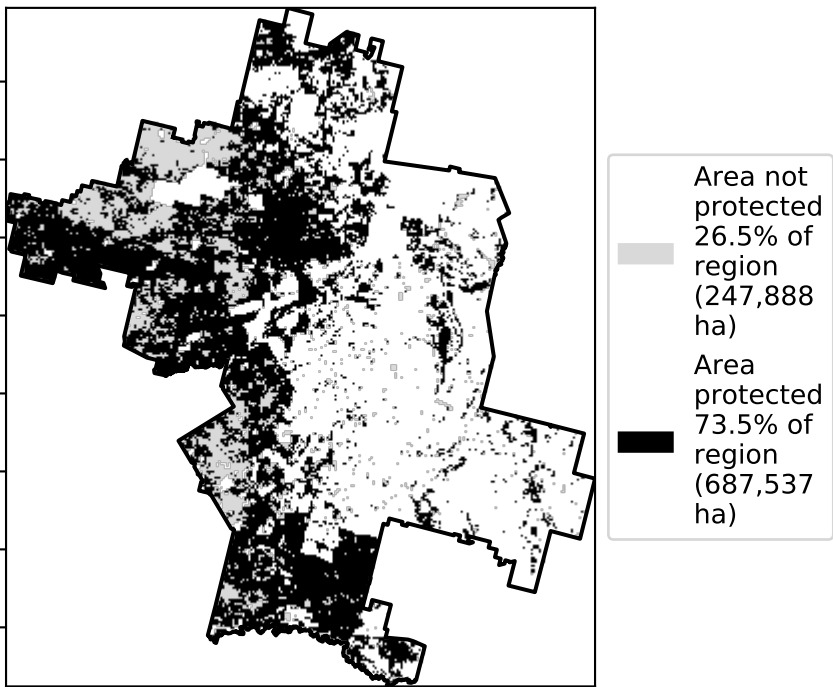 Area not
protected
26.5% of
region
(247,888
ha)
Area
protected
73.5% of
region
(687,537
ha)